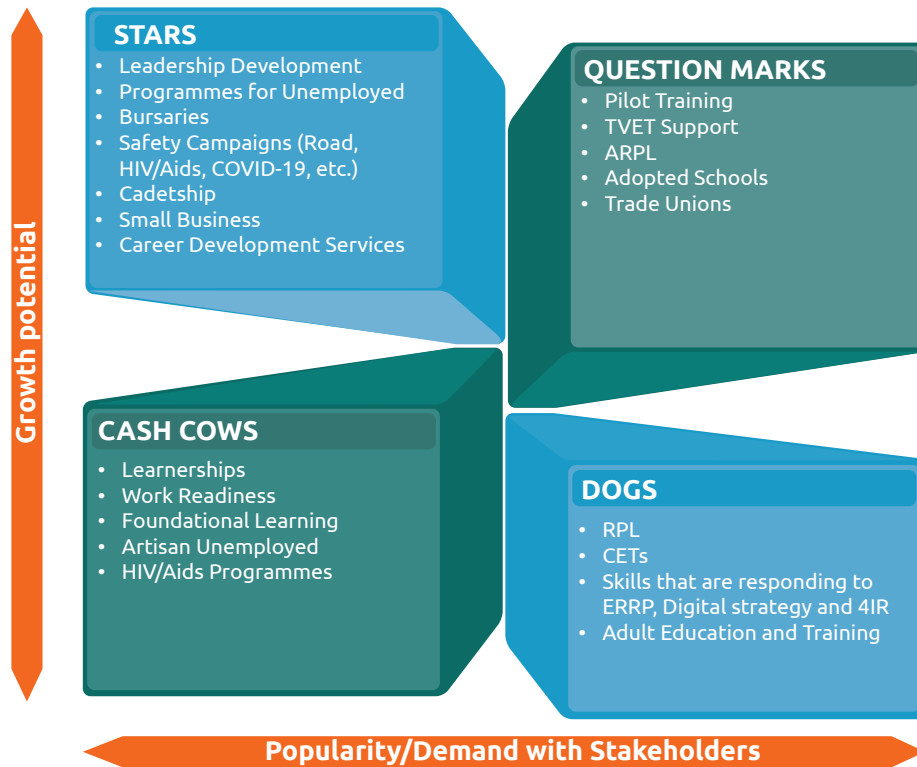 Growth potential
STARS
• Leadership Development
• Programmes for Unemployed
• Bursaries
• Safety Campaigns (Road,
HIV/Aids, COVID-19, etc.)
• Cadetship
• Small Business
• Career Development Services
QUESTION MARKS
• Pilot Training
• TVET Support
• ARPL
• Adopted Schools
• Trade Unions
CASH COWS
• Learnerships
• Work Readiness
• Foundational Learning
• Artisan Unemployed
• HIV/Aids Programmes
DOGS
• RPL
• CETs
• Skills that are responding to
ERRP, Digital strategy and 4IR
• Adult Education and Training
Popularity/Demand with Stakeholders